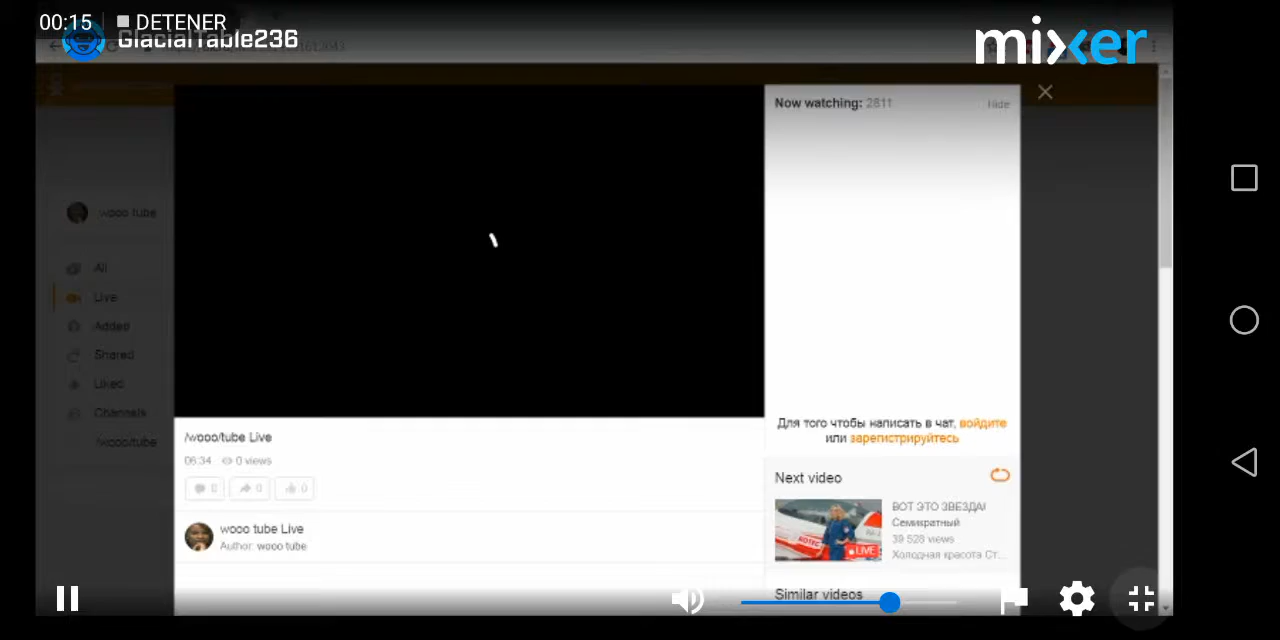 00:15 DETENER
GlacialTable236
mixer
Now watching: 2811
Hide
wooo tube
All
Live
Added
Shared
Liked
Channels
/wooo/tube
/wooo/tube Live
06:34 0 views
0 0 0
wooo tube Live
Author: wooo tube
Для того чтобы написать в чат, войдите
или зарегистрируйтесь
Next video
ВОТ ЭТО ЗВЕЗДА!
Семикратный
39 528 views
Холодная красота Ст...
LIVE
Similar videos